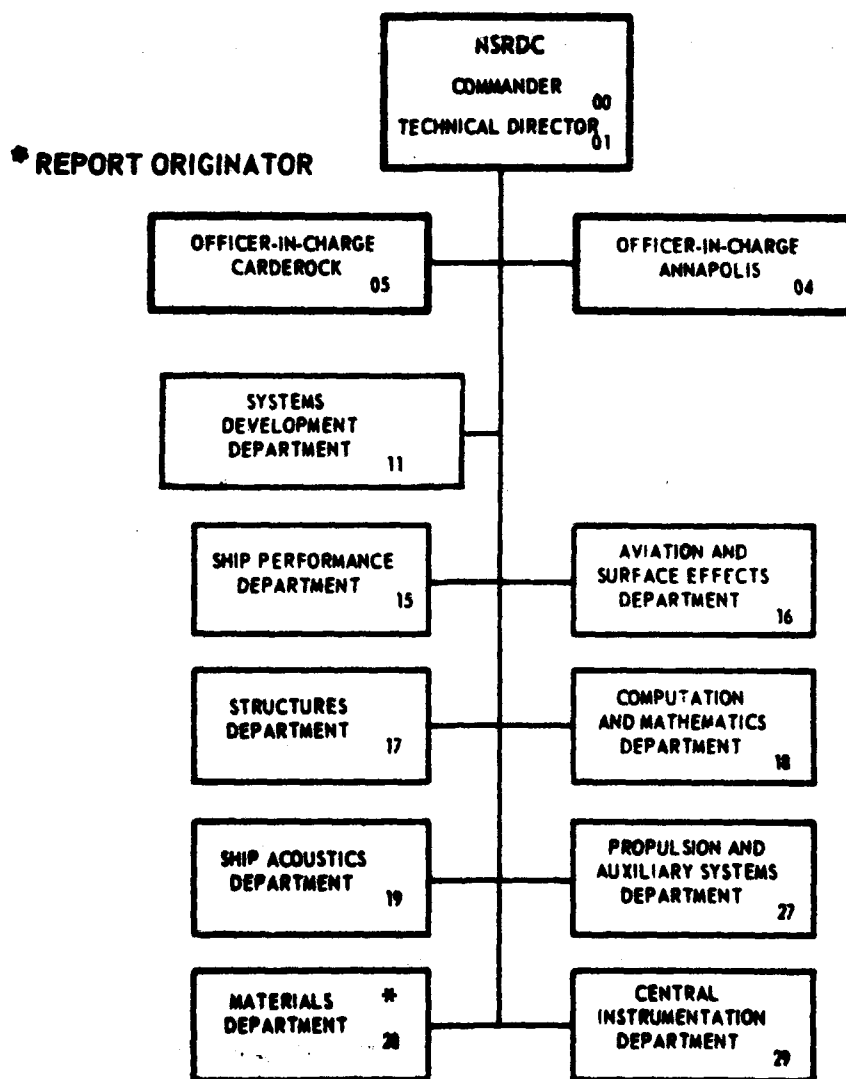 NSRDC
COMMANDER
00
TECHNICAL DIRECTOR
01
* REPORT ORIGINATOR
OFFICER-IN-CHARGE
CARDEROCK
05
OFFICER-IN-CHARGE
ANNAPOLIS
04
SYSTEMS
DEVELOPMENT
DEPARTMENT
11
SHIP PERFORMANCE
DEPARTMENT
15
AVIATION AND
SURFACE EFFECTS
DEPARTMENT
16
STRUCTURES
DEPARTMENT
17
COMPUTATION
AND MATHEMATICS
DEPARTMENT
18
SHIP ACOUSTICS
DEPARTMENT
19
PROPULSION AND
AUXILIARY SYSTEMS
DEPARTMENT
27
MATERIALS *
DEPARTMENT
28
CENTRAL
INSTRUMENTATION
DEPARTMENT
29